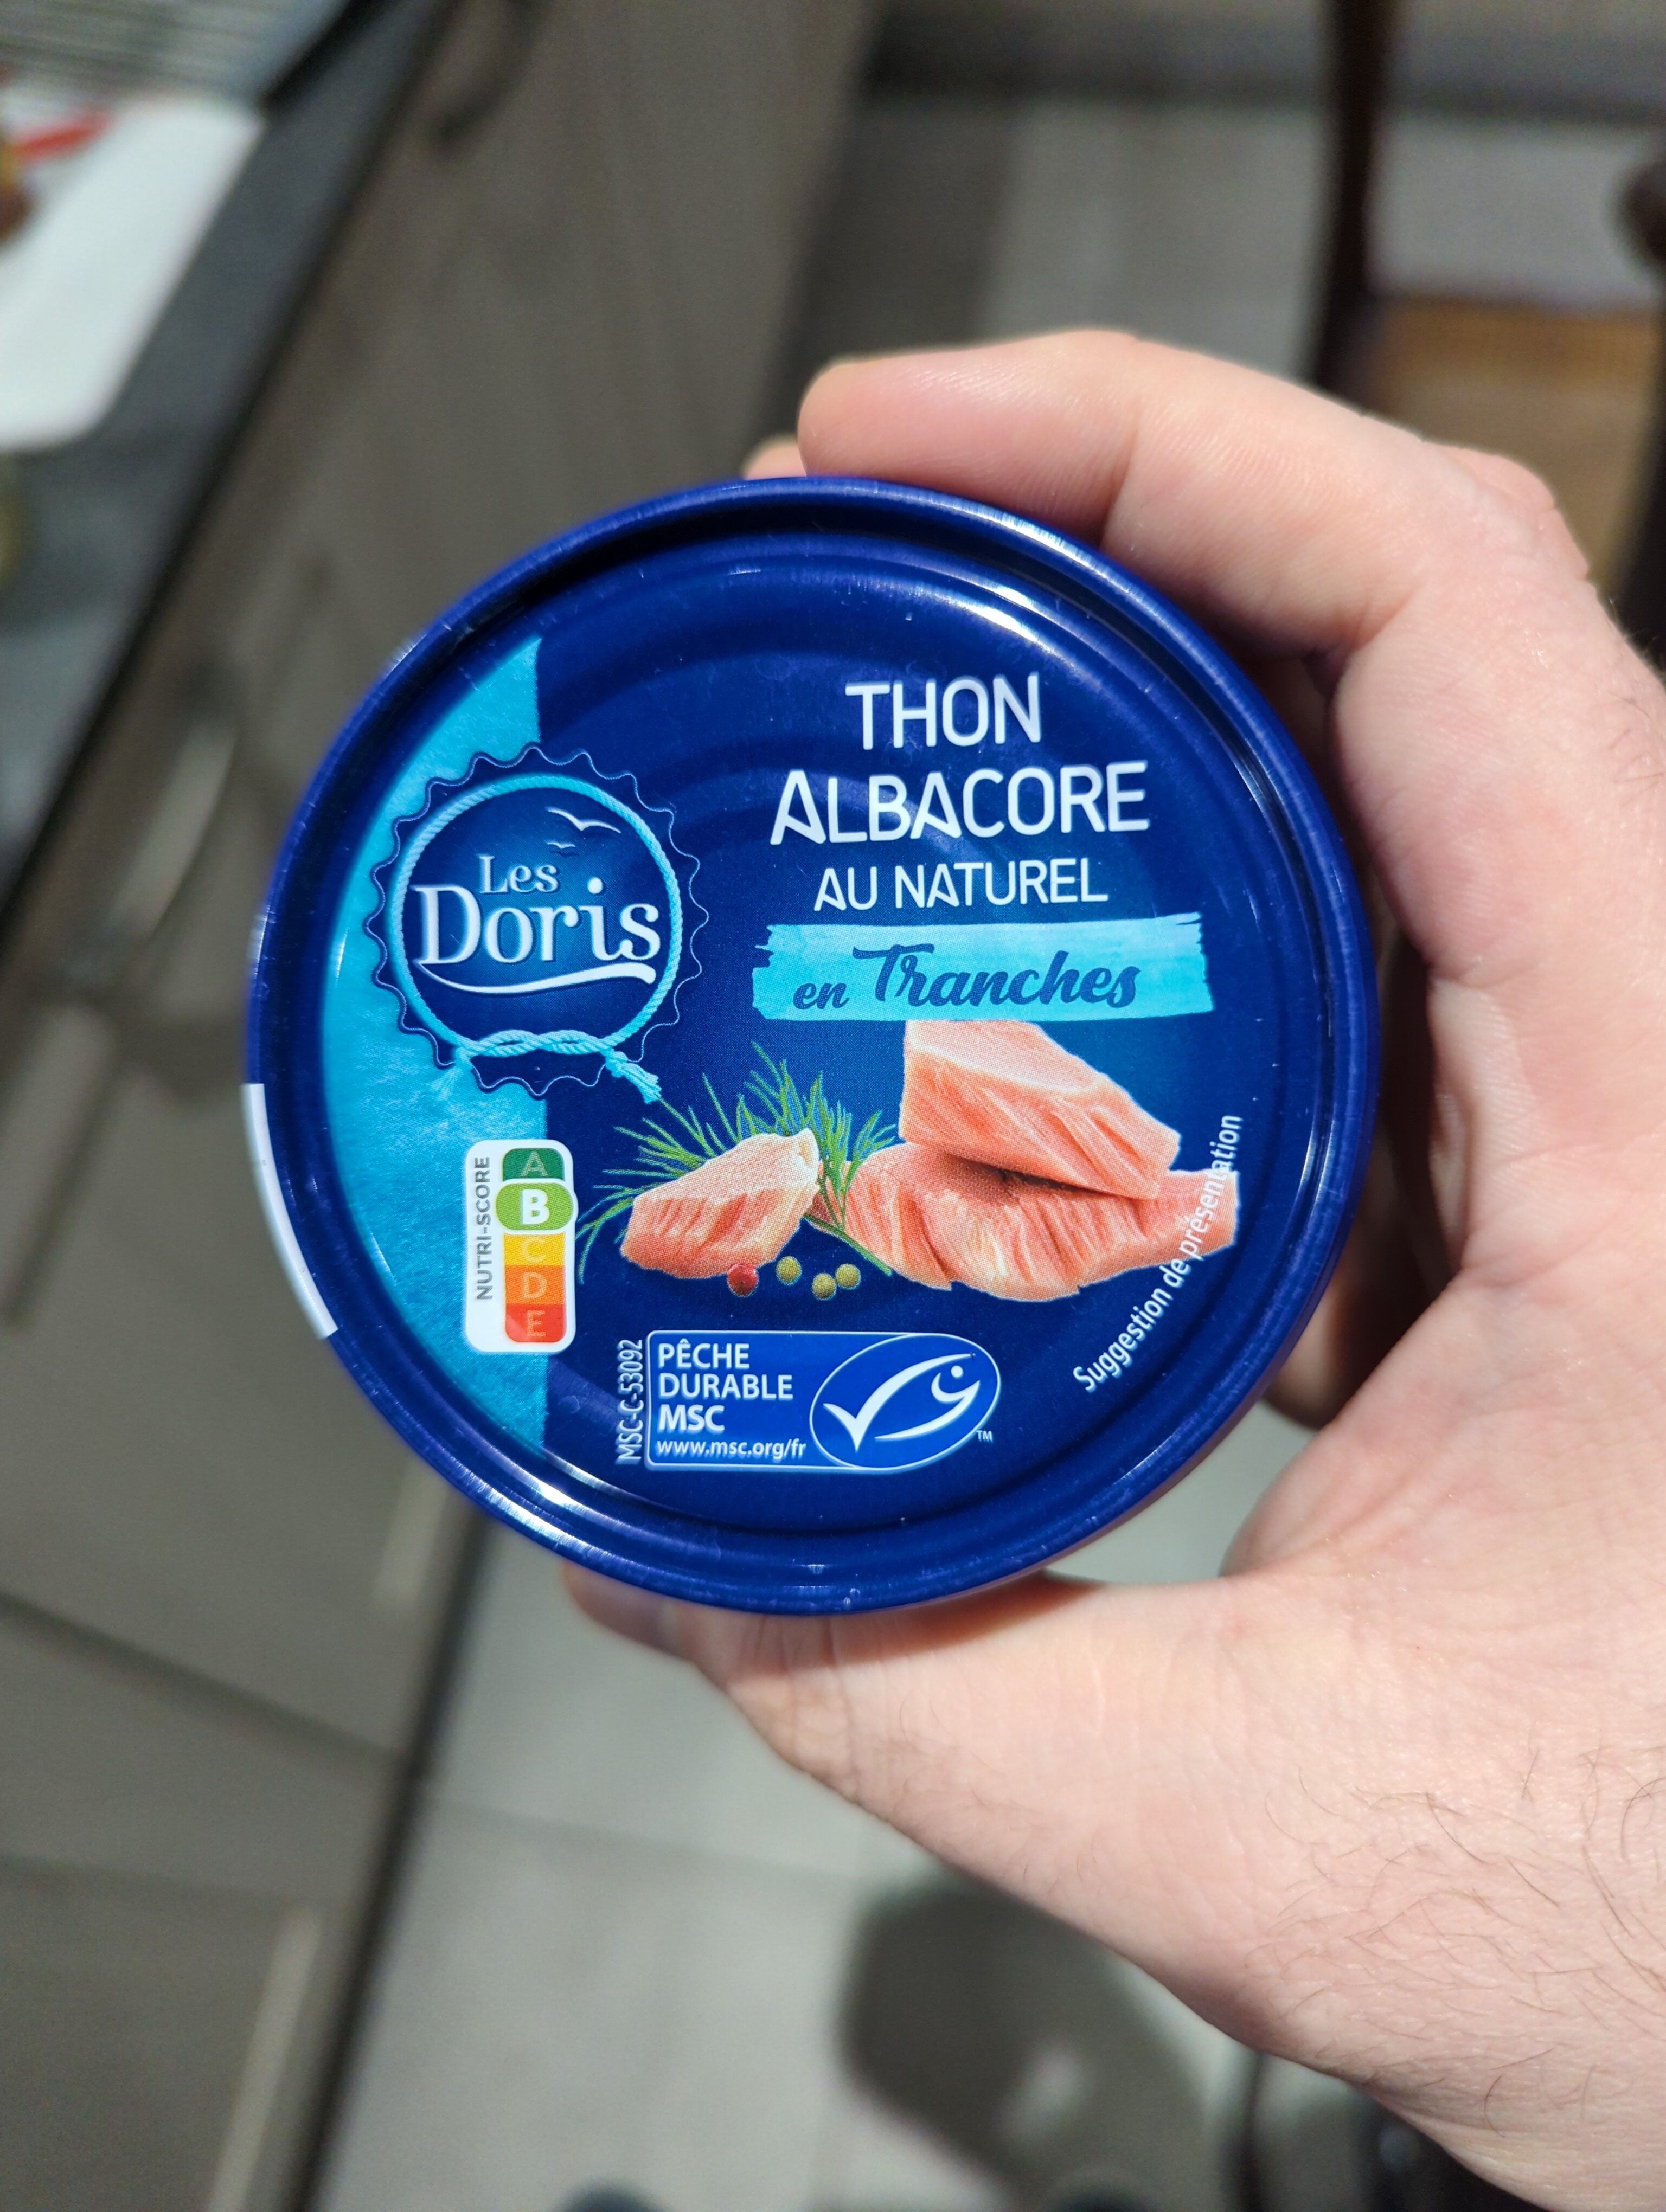 THON
ALBACORE
AU NATUREL
en Tranches
Les
Doris
NUTRI-SCORE
A
B
C
D
E
Suggestion de présentation
MSC-C-53092
PÊCHE
DURABLE
MSC
www.msc.org/fr
TM